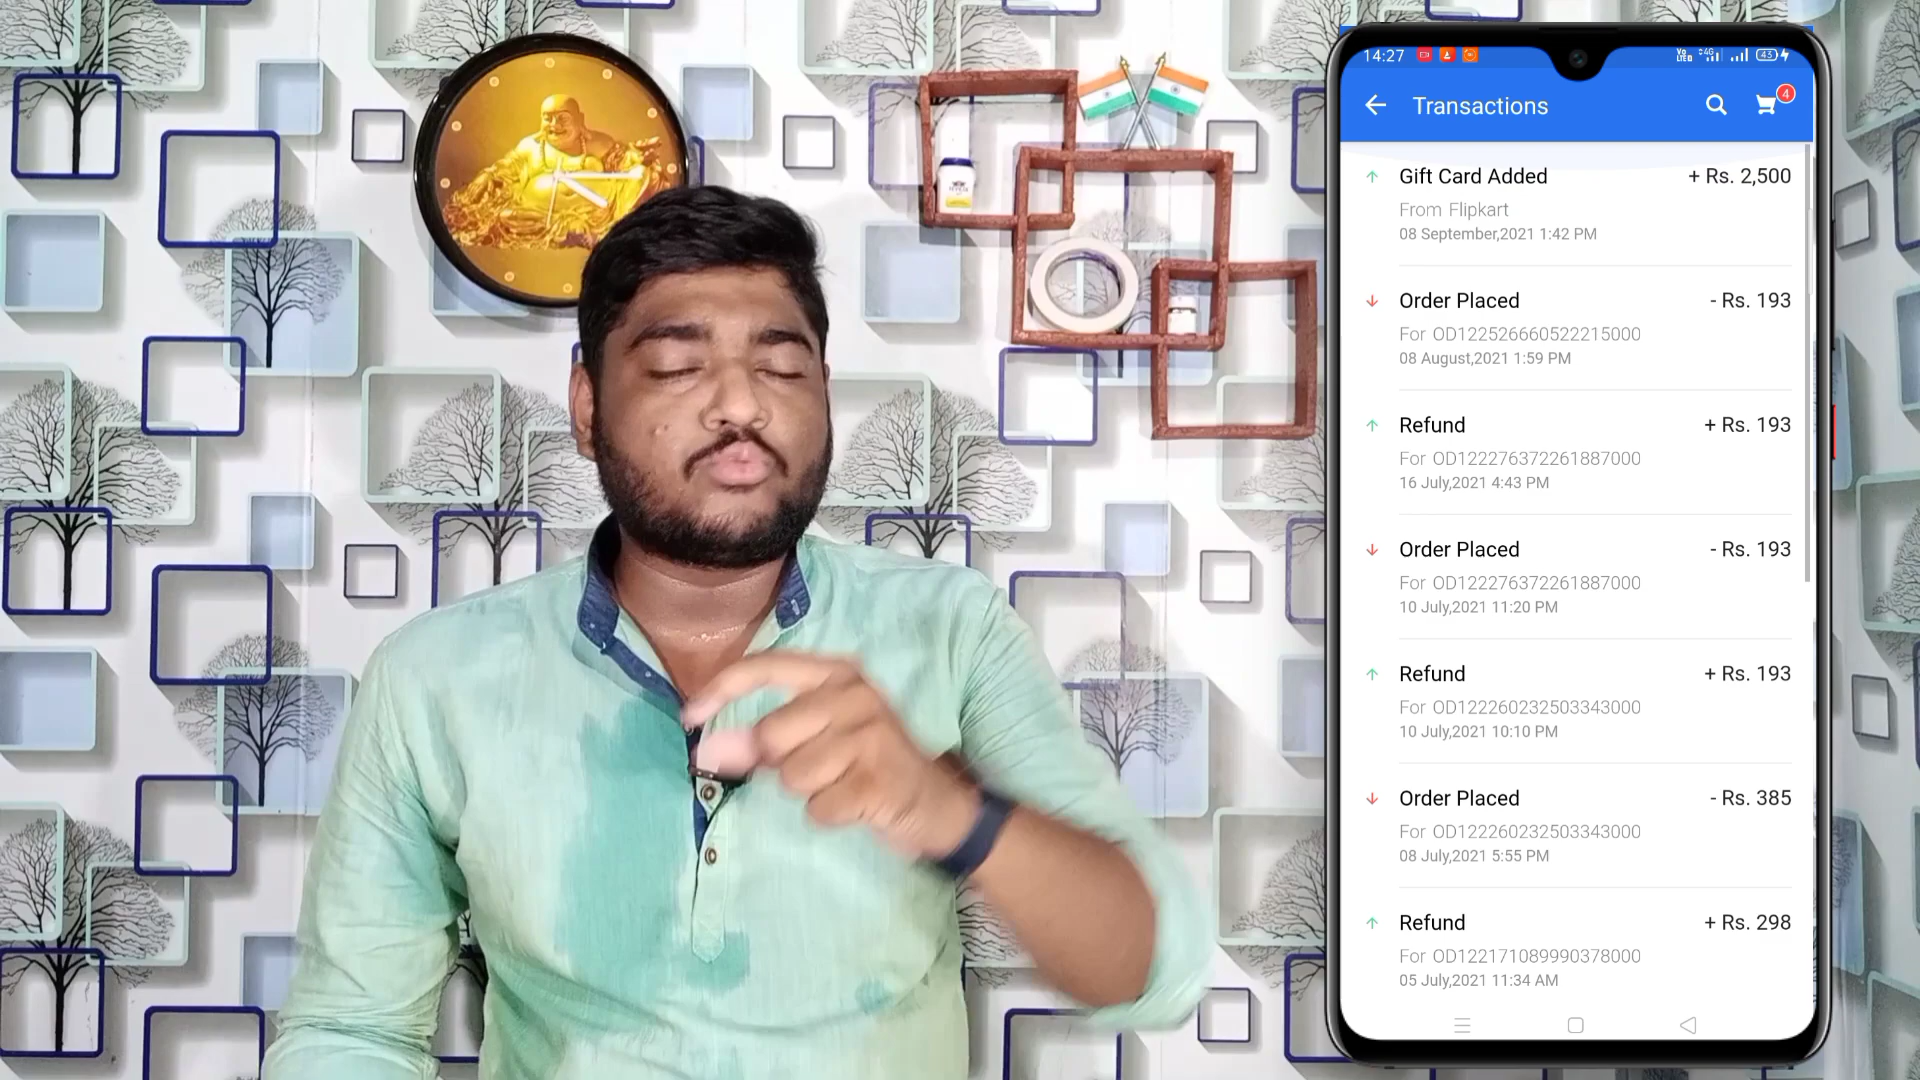 14:27
Vo LTE 4G 43
Transactions
4
Gift Card Added + Rs. 2,500
From Flipkart
08 September,2021 1:42 PM
Order Placed - Rs. 193
For OD122526660522215000
08 August,2021 1:59 PM
Refund + Rs. 193
For OD122276372261887000
16 July,2021 4:43 PM
Order Placed - Rs. 193
For OD122276372261887000
10 July,2021 11:20 PM
Refund + Rs. 193
For OD122260232503343000
10 July,2021 10:10 PM
Order Placed - Rs. 385
For OD122260232503343000
08 July,2021 5:55 PM
Refund + Rs. 298
For OD122171089990378000
05 July,2021 11:34 AM